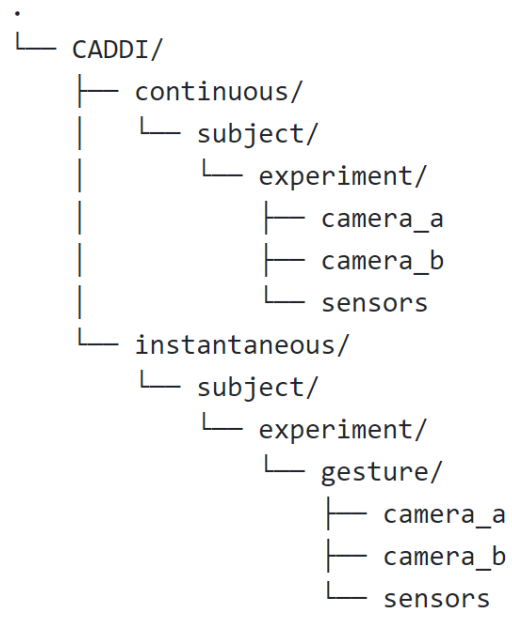 .
└── CADDI/
    ├── continuous/
    │   └── subject/
    │       └── experiment/
    │           ├── camera_a
    │           ├── camera_b
    │           └── sensors
    └── instantaneous/
        └── subject/
            └── experiment/
                └── gesture/
                    ├── camera_a
                    ├── camera_b
                    └── sensors